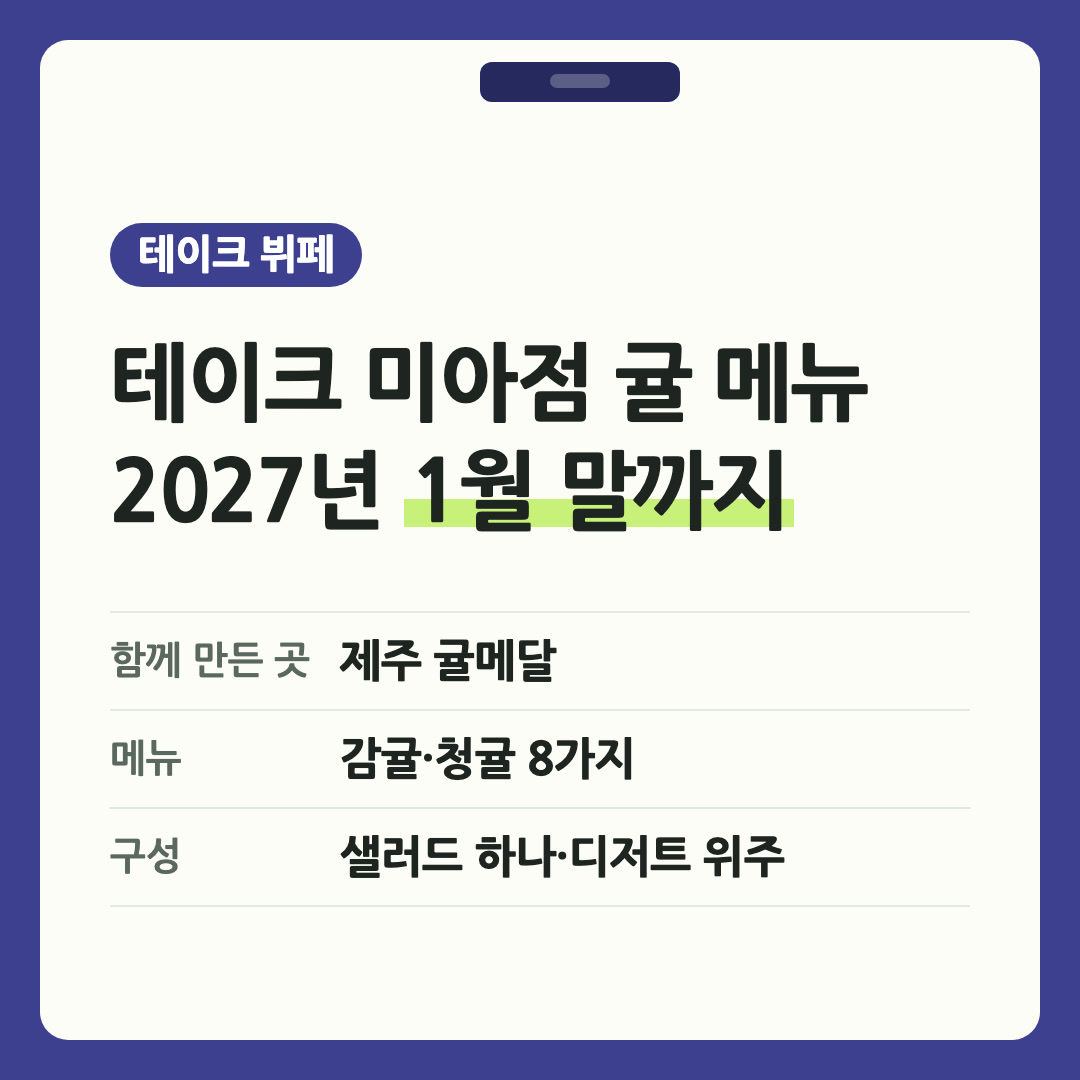 테이크 뷔페
테이크 미아점 귤 메뉴
2027년 1월 말까지
함께 만든 곳 제주 귤메달
메뉴 감귤·청귤 8가지
구성 샐러드 하나·디저트 위주